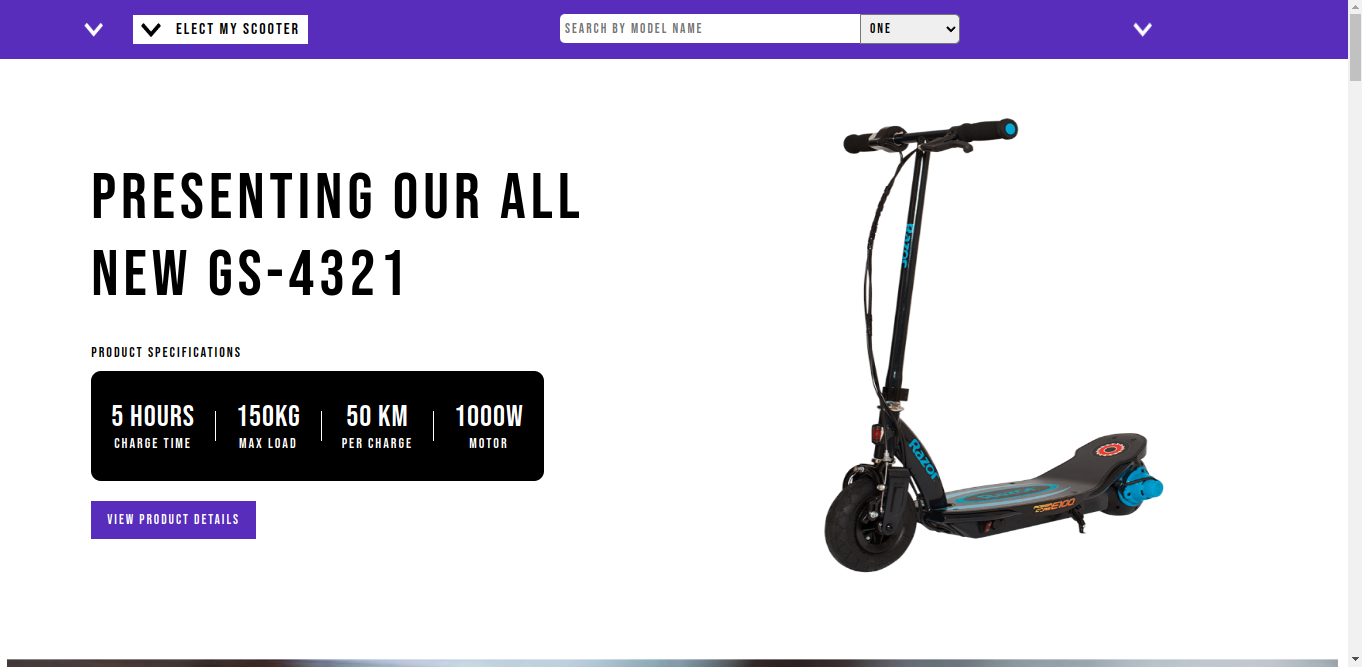 ELECT MY SCOOTER
SEARCH BY MODEL NAME
ONE
PRESENTING OUR ALL
NEW GS-4321
PRODUCT SPECIFICATIONS
5 HOURS
CHARGE TIME
150KG
MAX LOAD
50 KM
PER CHARGE
1000W
MOTOR
VIEW PRODUCT DETAILS
Razor
Razor
E100